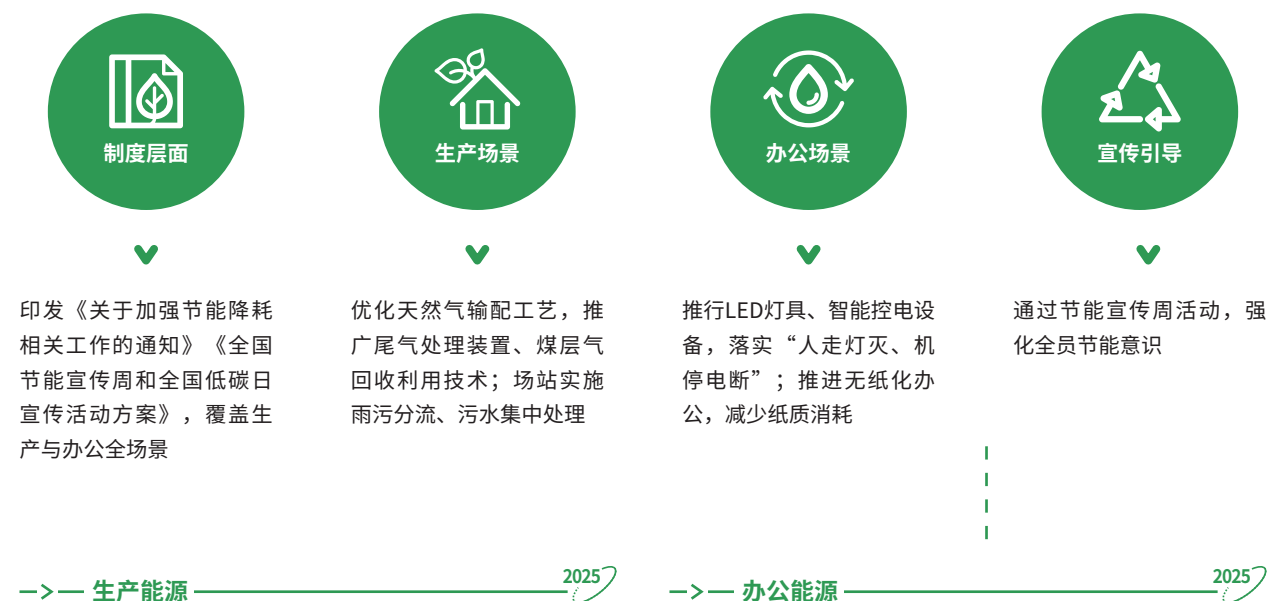 制度层面
印发《关于加强节能降耗
相关工作的通知》《全国
节能宣传周和全国低碳日
宣传活动方案》，覆盖生
产与办公全场景
生产场景
优化天然气输配工艺，推
广尾气处理装置、煤层气
回收利用技术；场站实施
雨污分流、污水集中处理
办公场景
推行LED灯具、智能控电设
备，落实“人走灯灭、机
停电断”；推进无纸化办
公，减少纸质消耗
宣传引导
通过节能宣传周活动，强
化全员节能意识
生产能源
2025
办公能源
2025